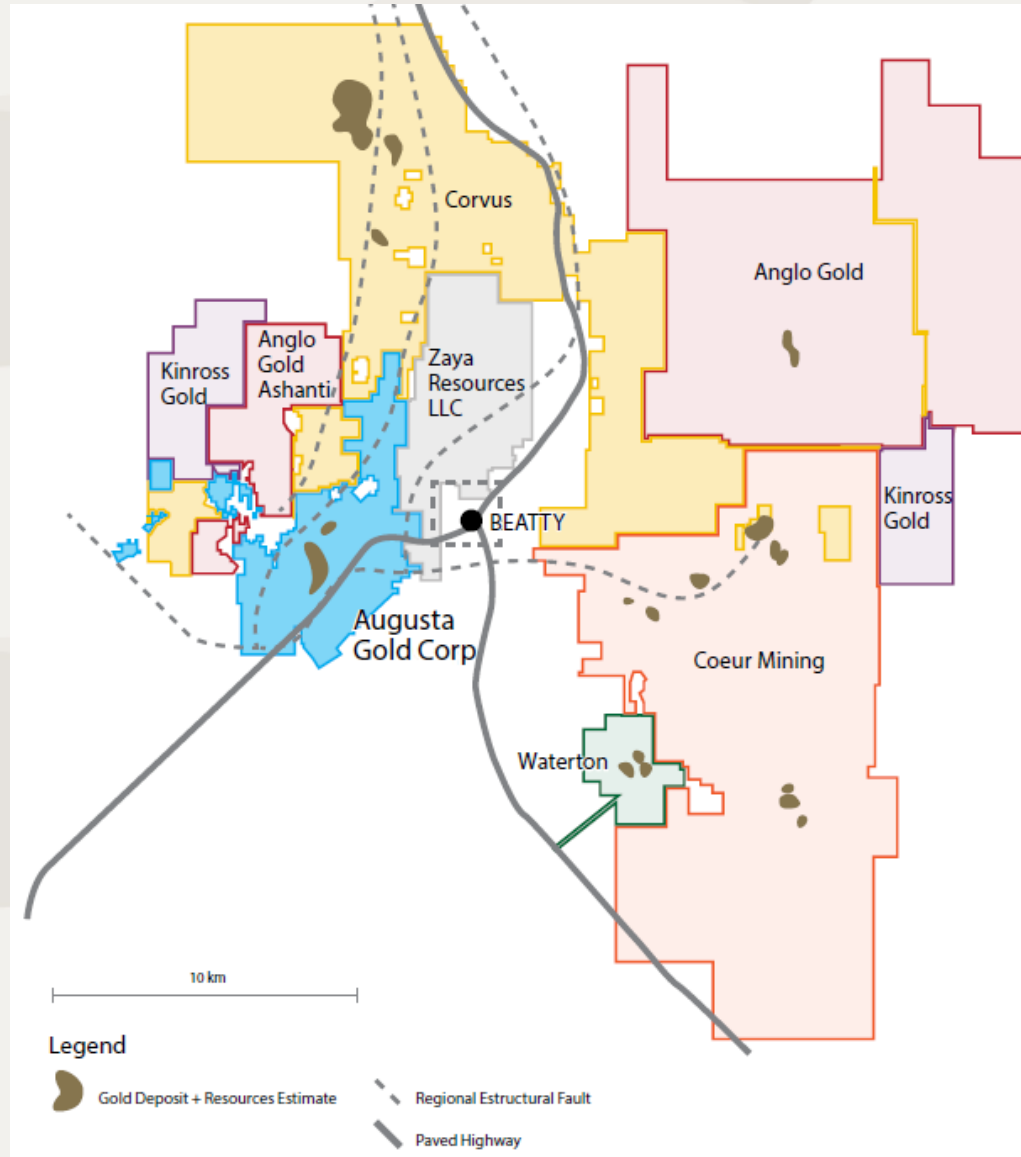 Corvus
Anglo Gold
Anglo
Gold
Ashanti
Kinross
Gold
Zaya
Resources
LLC
Kinross
Gold
BEATTY
Augusta
Gold Corp
Coeur Mining
Waterton
10 km
Legend
Gold Deposit + Resources Estimate
Regional Estructural Fault
Paved Highway